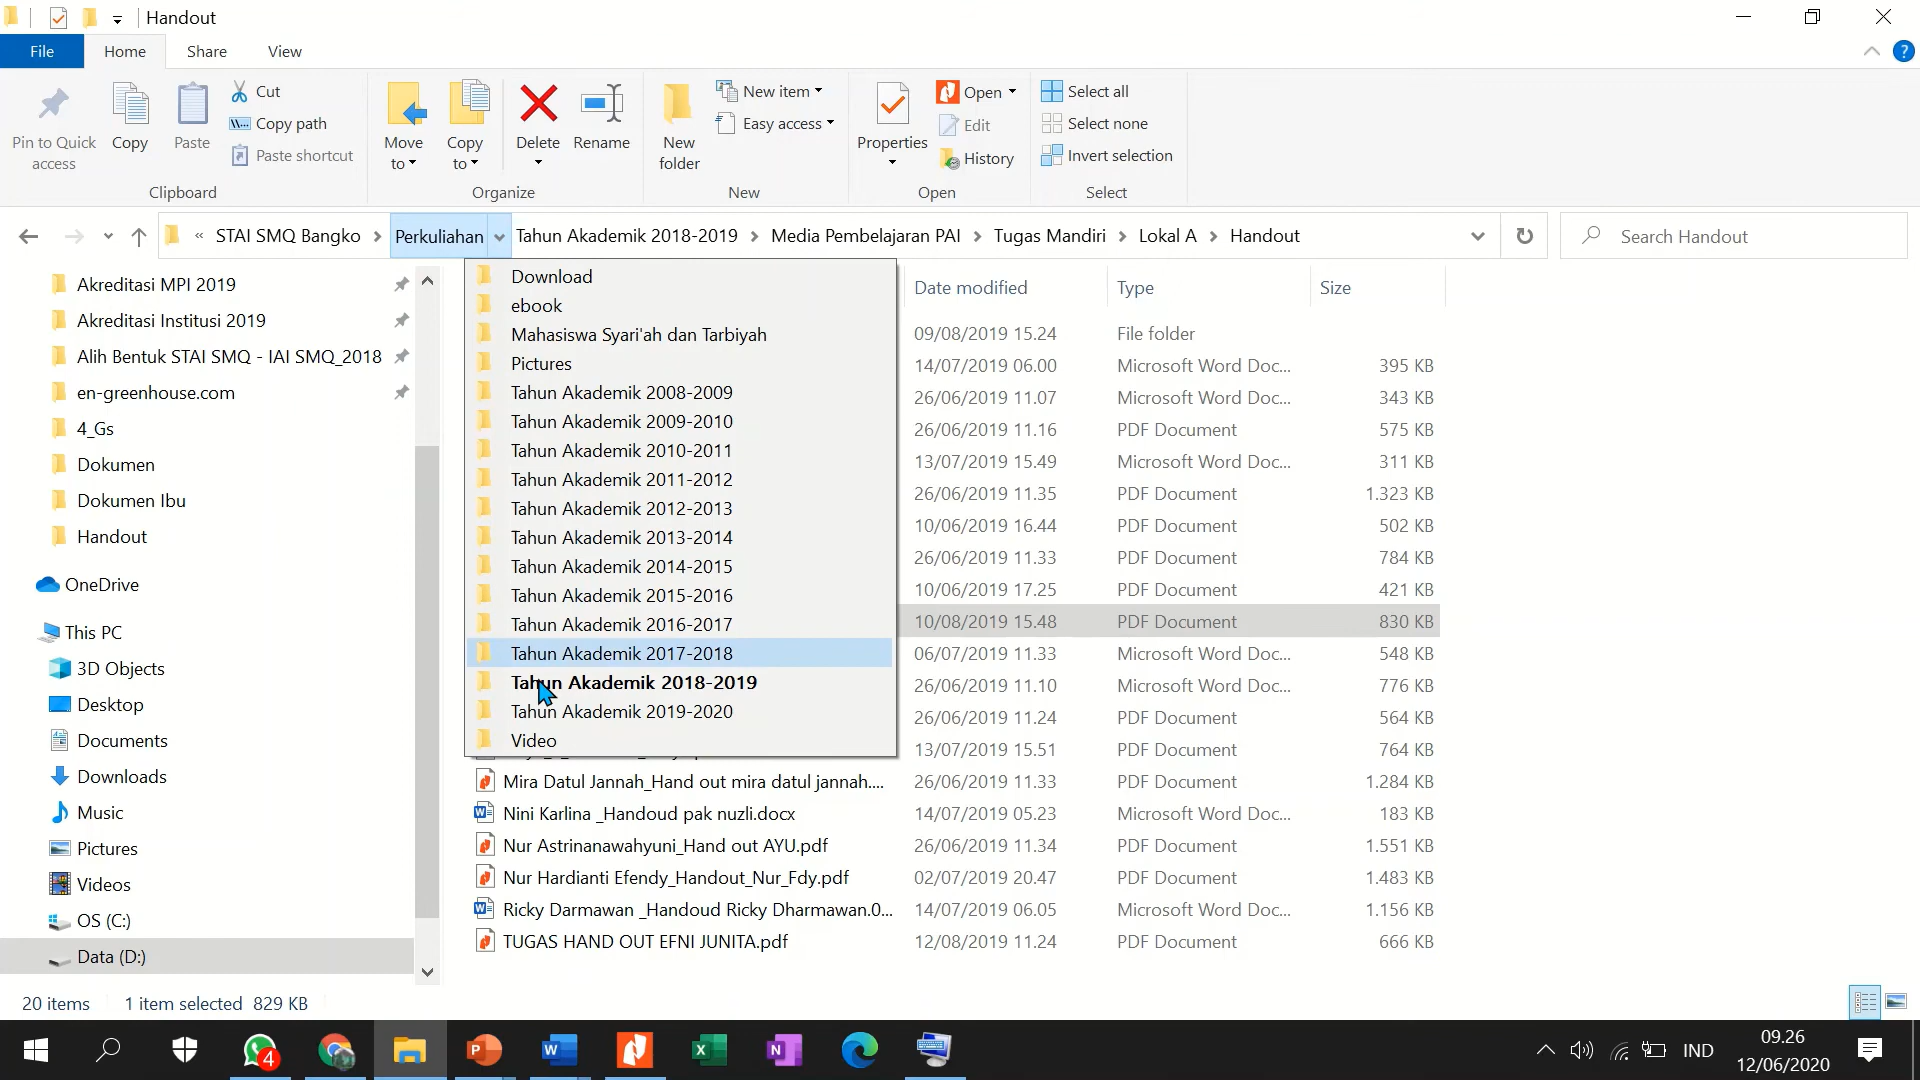 Handout
File Home Share View
Pin to Quick access
Copy
Paste
Cut
Copy path
Paste shortcut
Clipboard
Move to
Copy to
Delete
Rename
Organize
New folder
New item
Easy access
New
Properties
Open
Edit
History
Open
Select all
Select none
Invert selection
Select
« STAI SMQ Bangko > Perkuliahan Tahun Akademik 2018-2019 > Media Pembelajaran PAI > Tugas Mandiri > Lokal A > Handout
Search Handout
Akreditasi MPI 2019
Akreditasi Institusi 2019
Alih Bentuk STAI SMQ - IAI SMQ_2018
en-greenhouse.com
4_Gs
Dokumen
Dokumen Ibu
Handout
OneDrive
This PC
3D Objects
Desktop
Documents
Downloads
Music
Pictures
Videos
OS (C:)
Data (D:)
Download
ebook
Mahasiswa Syari'ah dan Tarbiyah
Pictures
Tahun Akademik 2008-2009
Tahun Akademik 2009-2010
Tahun Akademik 2010-2011
Tahun Akademik 2011-2012
Tahun Akademik 2012-2013
Tahun Akademik 2013-2014
Tahun Akademik 2014-2015
Tahun Akademik 2015-2016
Tahun Akademik 2016-2017
Tahun Akademik 2017-2018
Tahun Akademik 2018-2019
Tahun Akademik 2019-2020
Video
Date modified Type Size
09/08/2019 15.24 File folder
14/07/2019 06.00 Microsoft Word Doc... 395 KB
26/06/2019 11.07 Microsoft Word Doc... 343 KB
26/06/2019 11.16 PDF Document 575 KB
13/07/2019 15.49 Microsoft Word Doc... 311 KB
26/06/2019 11.35 PDF Document 1.323 KB
10/06/2019 16.44 PDF Document 502 KB
26/06/2019 11.33 PDF Document 784 KB
10/06/2019 17.25 PDF Document 421 KB
10/08/2019 15.48 PDF Document 830 KB
06/07/2019 11.33 Microsoft Word Doc... 548 KB
26/06/2019 11.10 Microsoft Word Doc... 776 KB
26/06/2019 11.24 PDF Document 564 KB
13/07/2019 15.51 PDF Document 764 KB
Mira Datul Jannah_Hand out mira datul jannah.... 26/06/2019 11.33 PDF Document 1.284 KB
Nini Karlina _Handoud pak nuzli.docx 14/07/2019 05.23 Microsoft Word Doc... 183 KB
Nur Astrinanawahyuni_Hand out AYU.pdf 26/06/2019 11.34 PDF Document 1.551 KB
Nur Hardianti Efendy_Handout_Nur_Fdy.pdf 02/07/2019 20.47 PDF Document 1.483 KB
Ricky Darmawan _Handoud Ricky Dharmawan.0... 14/07/2019 06.05 Microsoft Word Doc... 1.156 KB
TUGAS HAND OUT EFNI JUNITA.pdf 12/08/2019 11.24 PDF Document 666 KB
20 items 1 item selected 829 KB
4
IND
09.26
12/06/2020